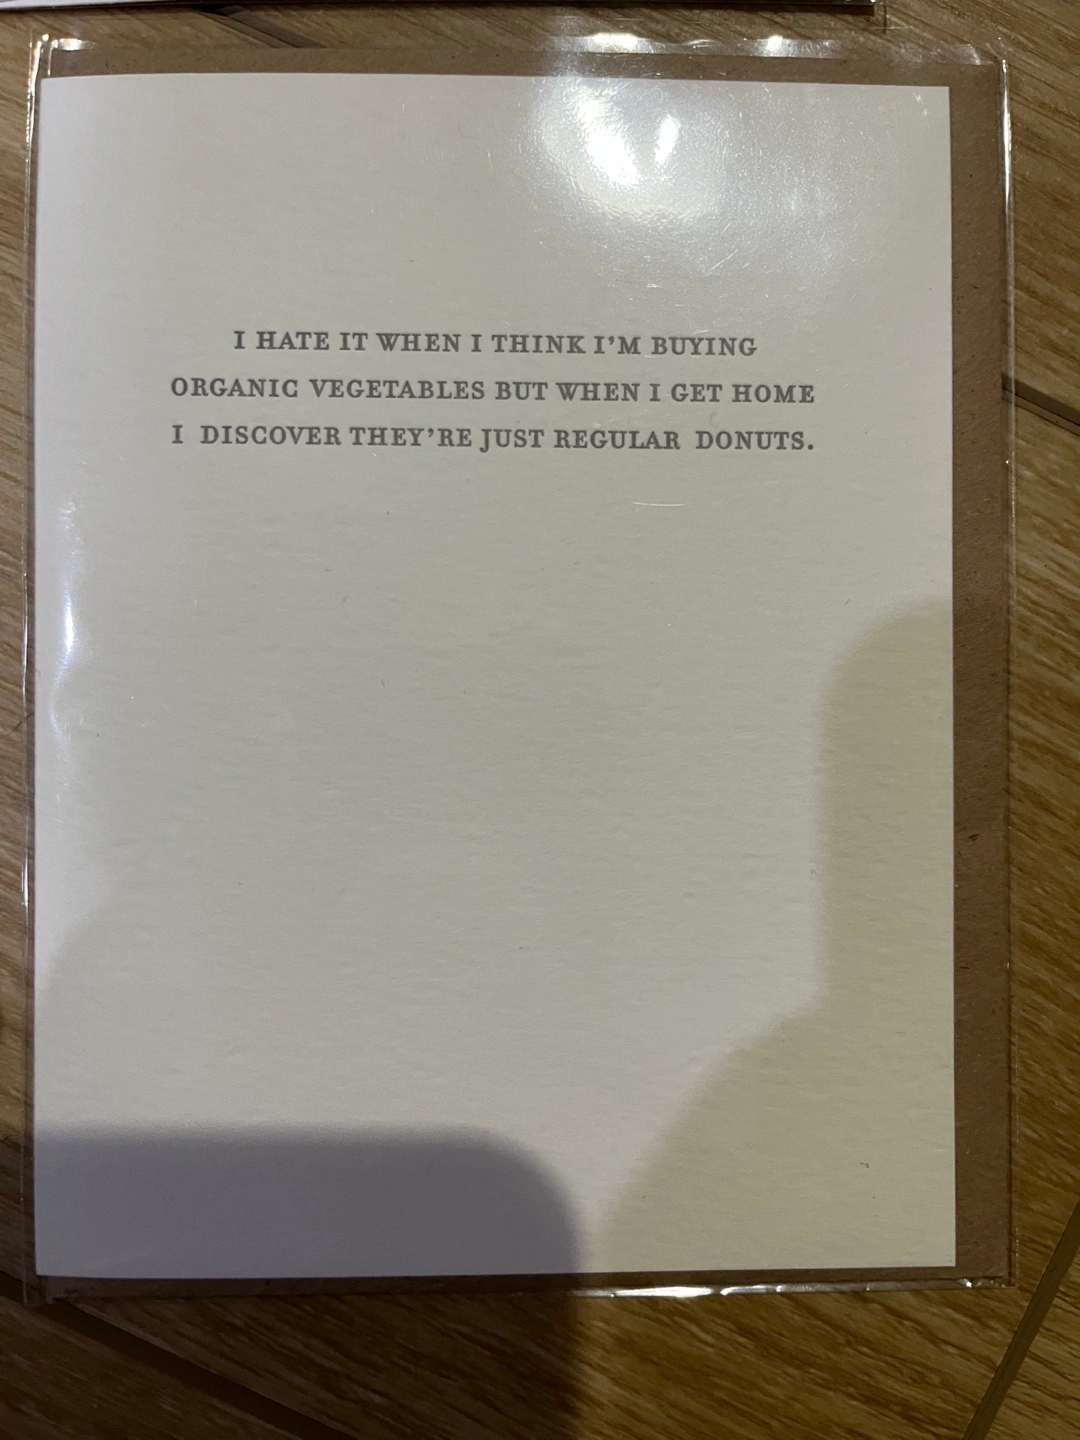 I HATE IT WHEN I THINK I'M BUYING
ORGANIC VEGETABLES BUT WHEN I GET HOME
I DISCOVER THEY'RE JUST REGULAR DONUTS.